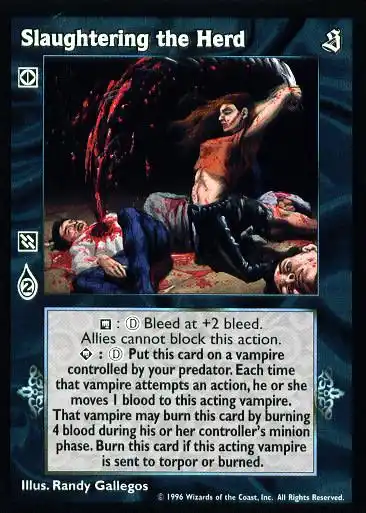 Slaughtering the Herd
2
: D Bleed at +2 bleed.
Allies cannot block this action.
: D Put this card on a vampire
controlled by your predator. Each time
that vampire attempts an action, he or she
moves 1 blood to this acting vampire.
That vampire may burn this card by burning
4 blood during his or her controller's minion
phase. Burn this card if this acting vampire
is sent to torpor or burned.
Illus. Randy Gallegos
© 1996 Wizards of the Coast, Inc. All Rights Reserved.